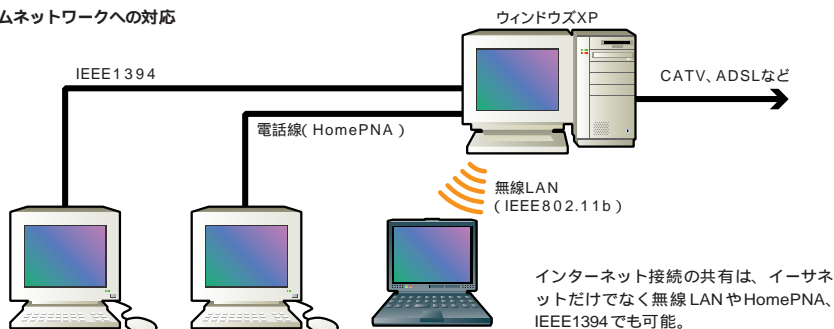 ムネットワークへの対応
ウィンドウズXP
IEEE1394
CATV、ADSLなど
電話線(HomePNA)
無線LAN
(IEEE802.11b)
インターネット接続の共有は、イーサネ
ットだけでなく無線LANやHomePNA、
IEEE1394でも可能。